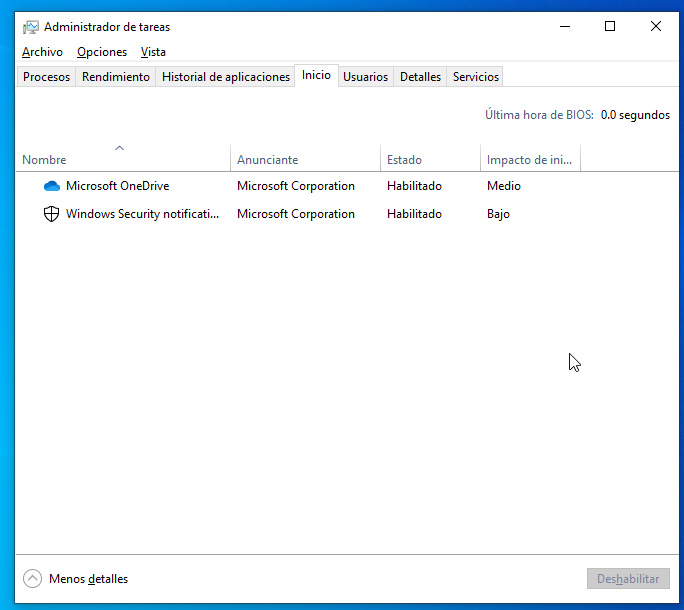 Administrador de tareas
Archivo Opciones Vista
Procesos Rendimiento Historial de aplicaciones Inicio Usuarios Detalles Servicios
Última hora de BIOS: 0.0 segundos
Nombre Anunciante Estado Impacto de ini...
Microsoft OneDrive Microsoft Corporation Habilitado Medio
Windows Security notificati... Microsoft Corporation Habilitado Bajo
Menos detalles Deshabilitar